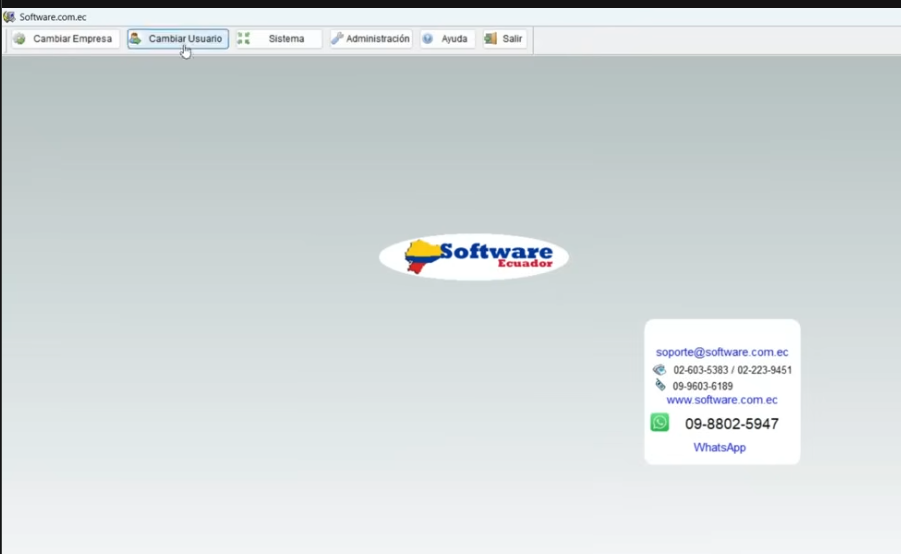 Software.com.ec
Cambiar Empresa Cambiar Usuario Sistema Administración Ayuda Salir
Software
Ecuador
soporte@software.com.ec
02-603-5383 / 02-223-9451
09-9603-6189
www.software.com.ec
09-8802-5947
WhatsApp